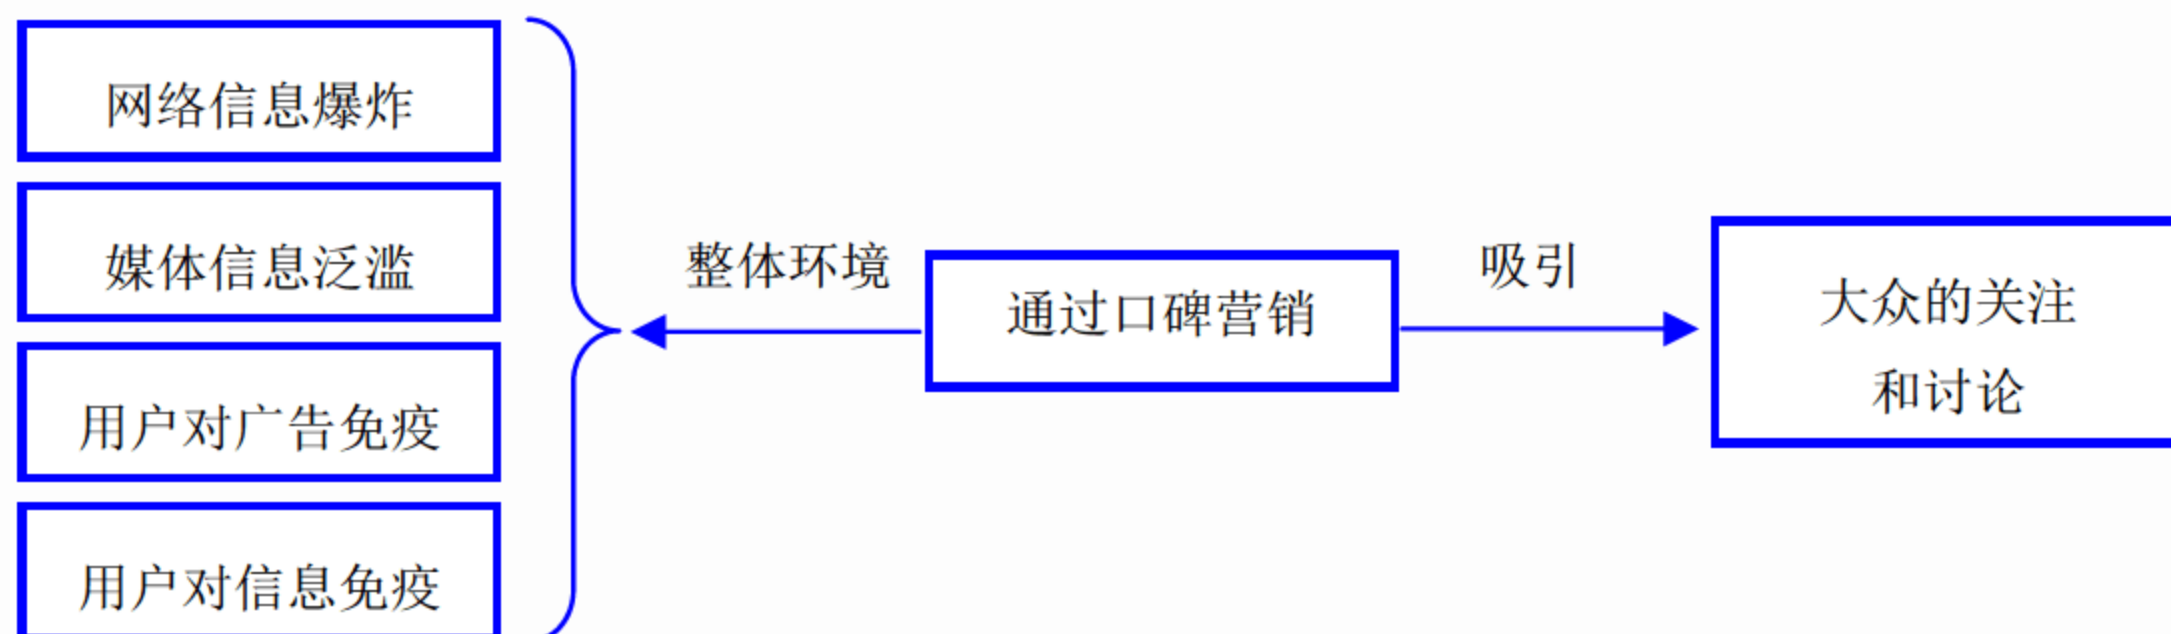 网络信息爆炸
媒体信息泛滥
用户对广告免疫
用户对信息免疫
整体环境
通过口碑营销
吸引
大众的关注
和讨论